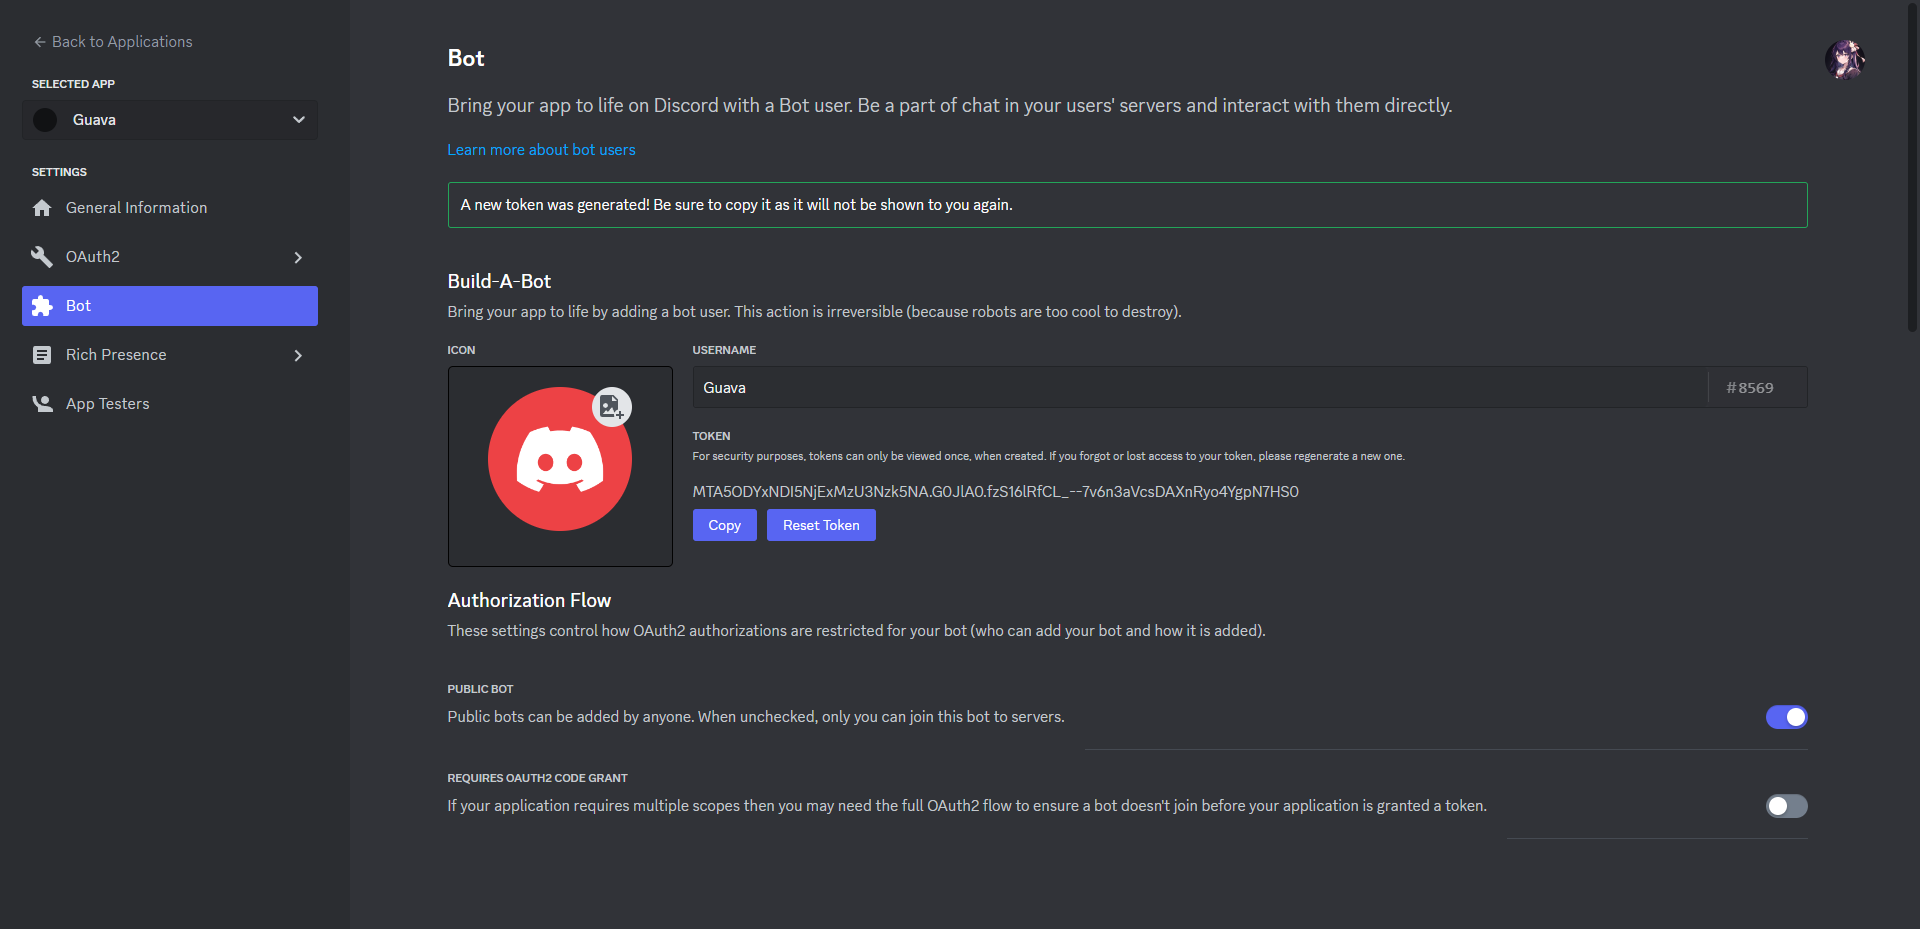 Back to Applications
SELECTED APP
Guava
SETTINGS
General Information
OAuth2
Bot
Rich Presence
App Testers
Bot
Bring your app to life on Discord with a Bot user. Be a part of chat in your users' servers and interact with them directly.
Learn more about bot users
A new token was generated! Be sure to copy it as it will not be shown to you again.
Build-A-Bot
Bring your app to life by adding a bot user. This action is irreversible (because robots are too cool to destroy).
ICON
USERNAME
Guava
#8569
TOKEN
For security purposes, tokens can only be viewed once, when created. If you forgot or lost access to your token, please regenerate a new one.
Copy
Reset Token
Authorization Flow
These settings control how OAuth2 authorizations are restricted for your bot (who can add your bot and how it is added).
PUBLIC BOT
Public bots can be added by anyone. When unchecked, only you can join this bot to servers.
REQUIRES OAUTH2 CODE GRANT
If your application requires multiple scopes then you may need the full OAuth2 flow to ensure a bot doesn't join before your application is granted a token.